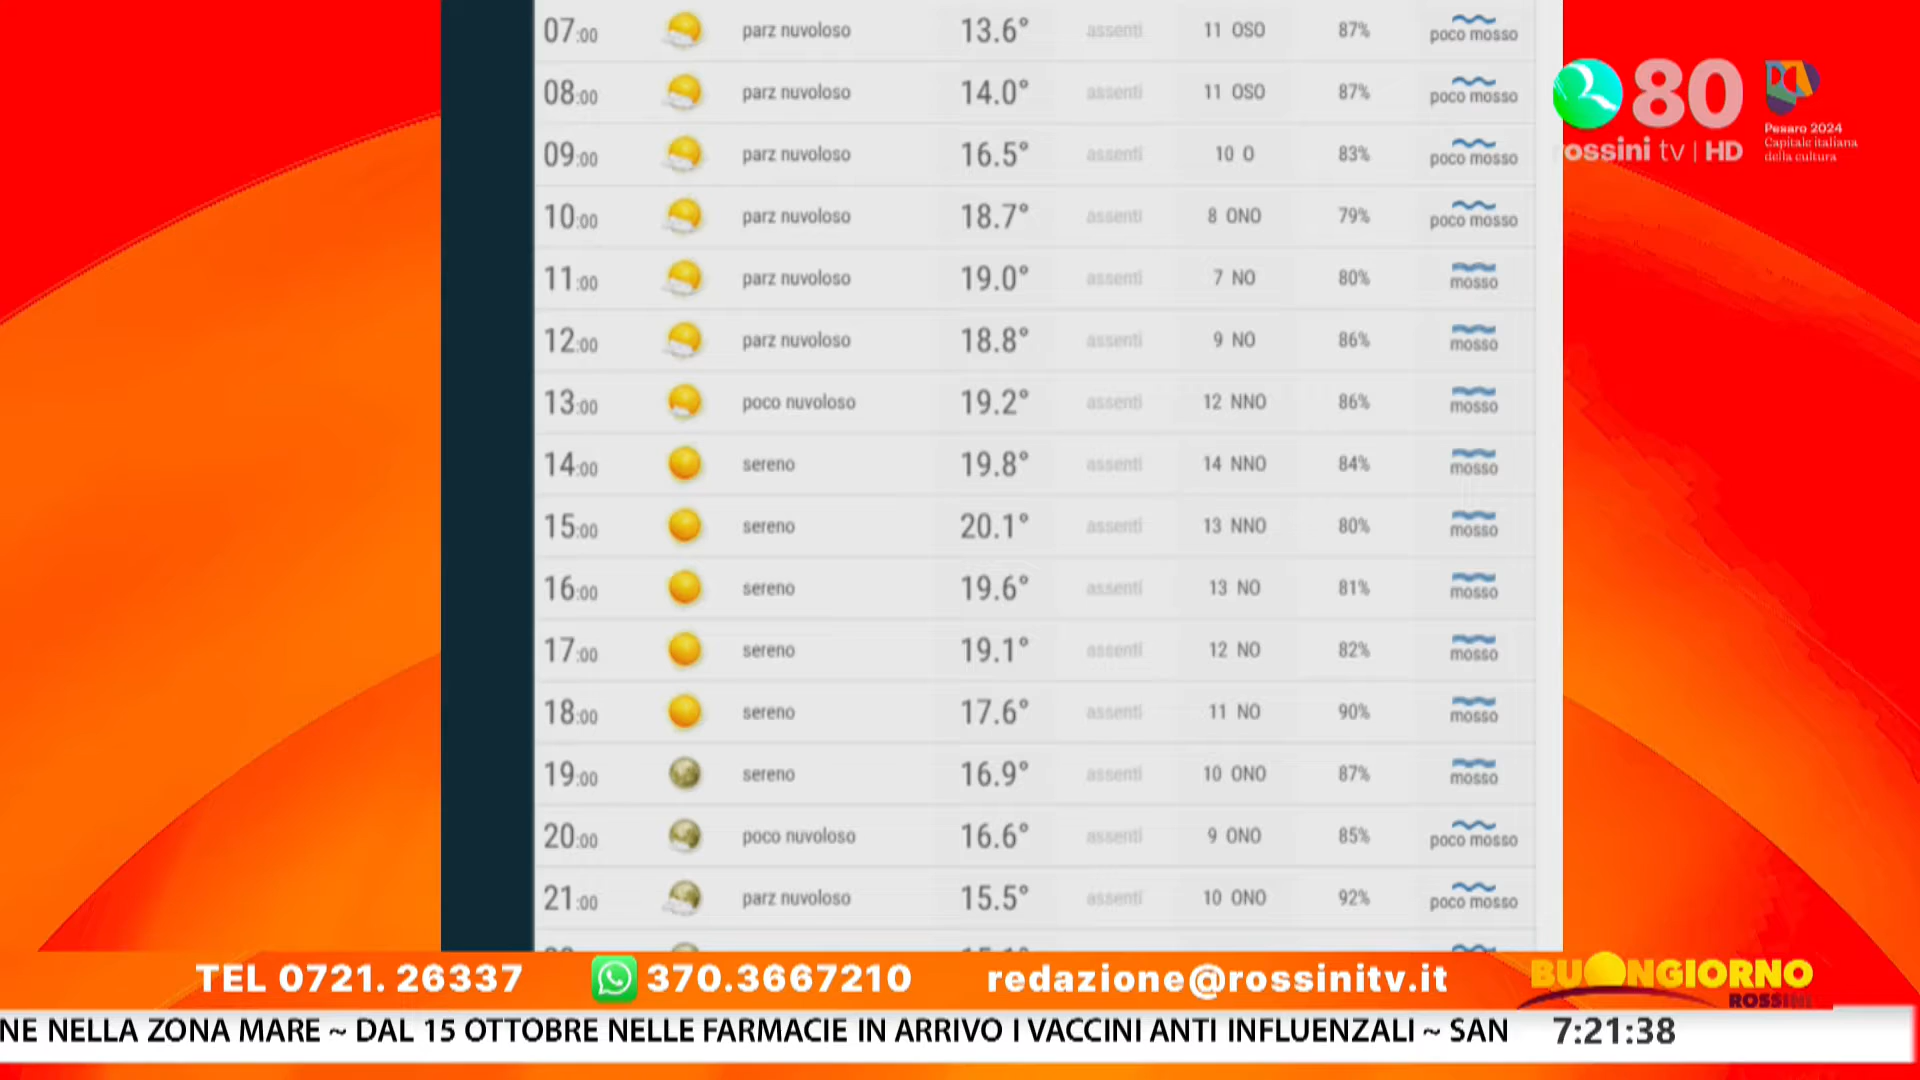 07:00 parz nuvoloso 13.6° assenti 11 OSO 87% poco mosso
08:00 parz nuvoloso 14.0° assenti 11 OSO 87% poco mosso
09:00 parz nuvoloso 16.5° assenti 10 O 83% poco mosso
10:00 parz nuvoloso 18.7° assenti 8 ONO 79% poco mosso
11:00 parz nuvoloso 19.0° assenti 7 NO 80% mosso
12:00 parz nuvoloso 18.8° assenti 9 NO 86% mosso
13:00 poco nuvoloso 19.2° assenti 12 NNO 86% mosso
14:00 sereno 19.8° assenti 14 NNO 84% mosso
15:00 sereno 20.1° assenti 13 NNO 80% mosso
16:00 sereno 19.6° assenti 13 NO 81% mosso
17:00 sereno 19.1° assenti 12 NO 82% mosso
18:00 sereno 17.6° assenti 11 NO 90% mosso
19:00 sereno 16.9° assenti 10 ONO 87% mosso
20:00 poco nuvoloso 16.6° assenti 9 ONO 85% poco mosso
21:00 parz nuvoloso 15.5° assenti 10 ONO 92% poco mosso
80
rossini tv | HD
Pesaro 2024
Capitale italiana
della cultura
TEL 0721. 26337 370.3667210 redazione@rossinitv.it
BUONGIORNO
ROSSINI
NE NELLA ZONA MARE ~ DAL 15 OTTOBRE NELLE FARMACIE IN ARRIVO I VACCINI ANTI INFLUENZALI ~ SAN 7:21:38